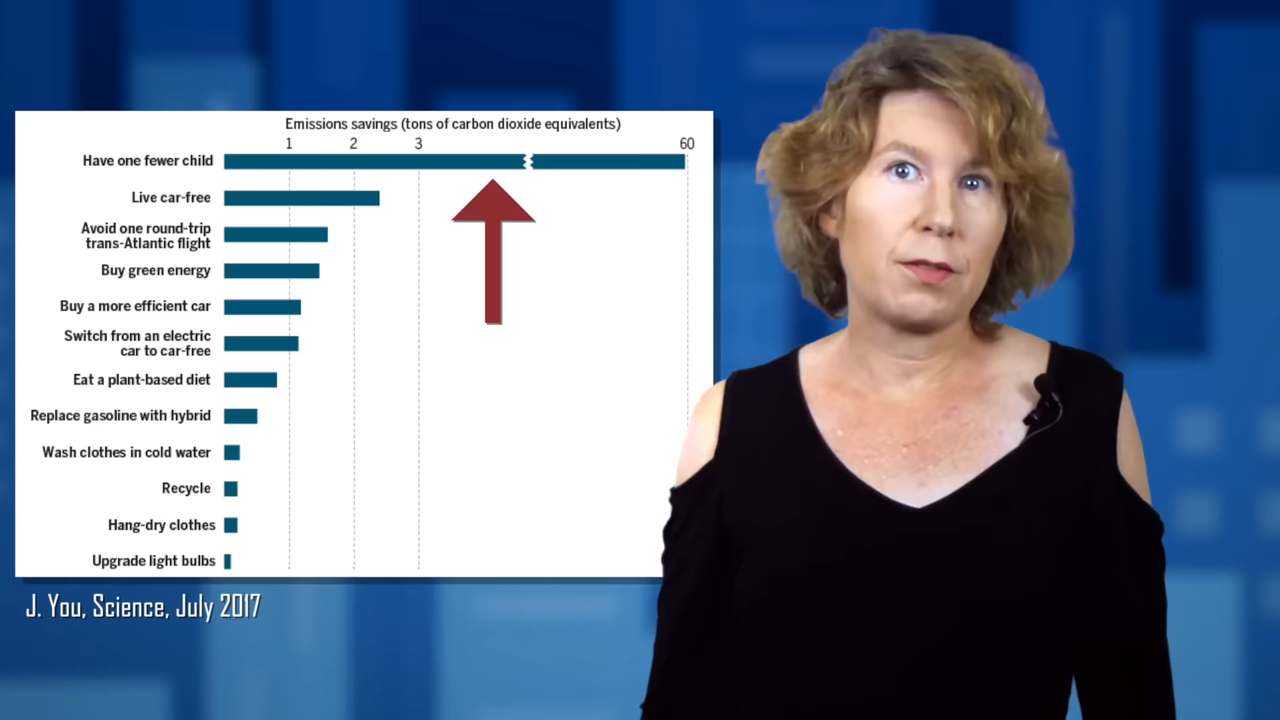 Emissions savings (tons of carbon dioxide equivalents)
1 2 3 60
Have one fewer child
Live car-free
Avoid one round-trip
trans-Atlantic flight
Buy green energy
Buy a more efficient car
Switch from an electric
car to car-free
Eat a plant-based diet
Replace gasoline with hybrid
Wash clothes in cold water
Recycle
Hang-dry clothes
Upgrade light bulbs
J. You, Science, July 2017